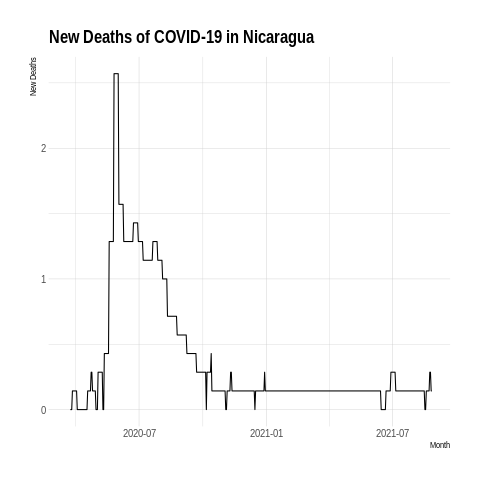 New Deaths of COVID-19 in Nicaragua
New Deaths
2
1
0
2020-07
2021-01
2021-07
Month